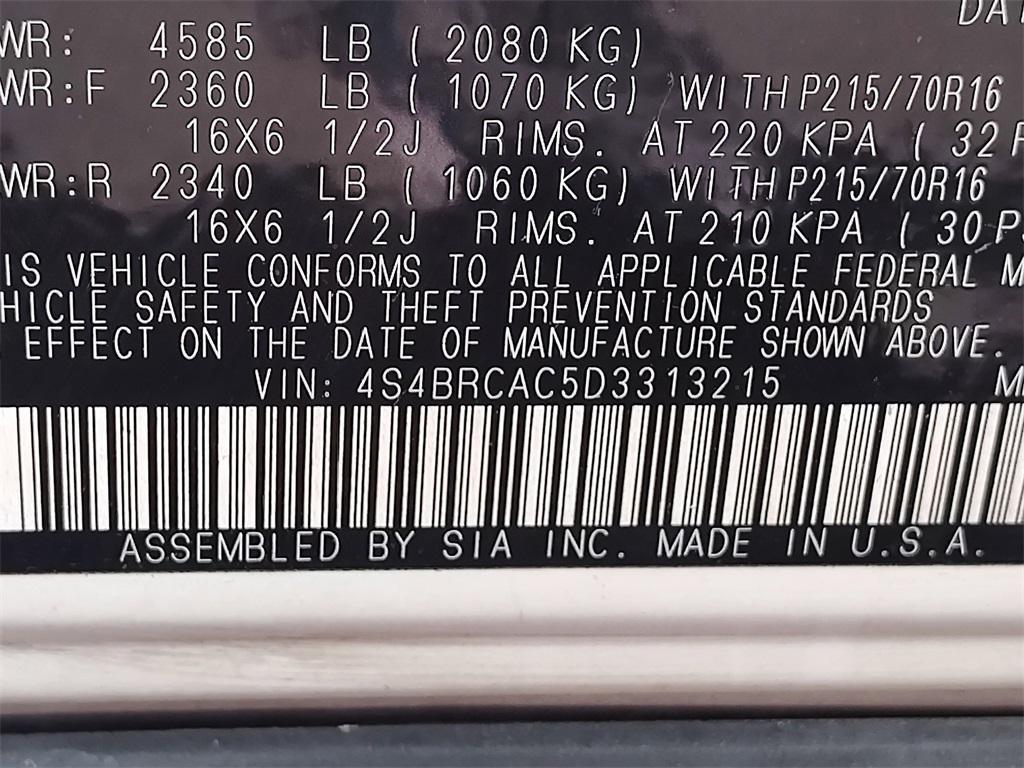 DAT
WR: 4585 LB ( 2080 KG)
WR:F 2360 LB ( 1070 KG) WITH P215/70R16
16X6 1/2J RIMS. AT 220 KPA ( 32 P
WR:R 2340 LB ( 1060 KG) WITH P215/70R16
16X6 1/2J RIMS. AT 210 KPA ( 30 PS
IS VEHICLE CONFORMS TO ALL APPLICABLE FEDERAL M
HICLE SAFETY AND THEFT PREVENTION STANDARDS
EFFECT ON THE DATE OF MANUFACTURE SHOWN ABOVE.
VIN: 4S4BRCAC5D3313215 M
ASSEMBLED BY SIA INC. MADE IN U.S.A.